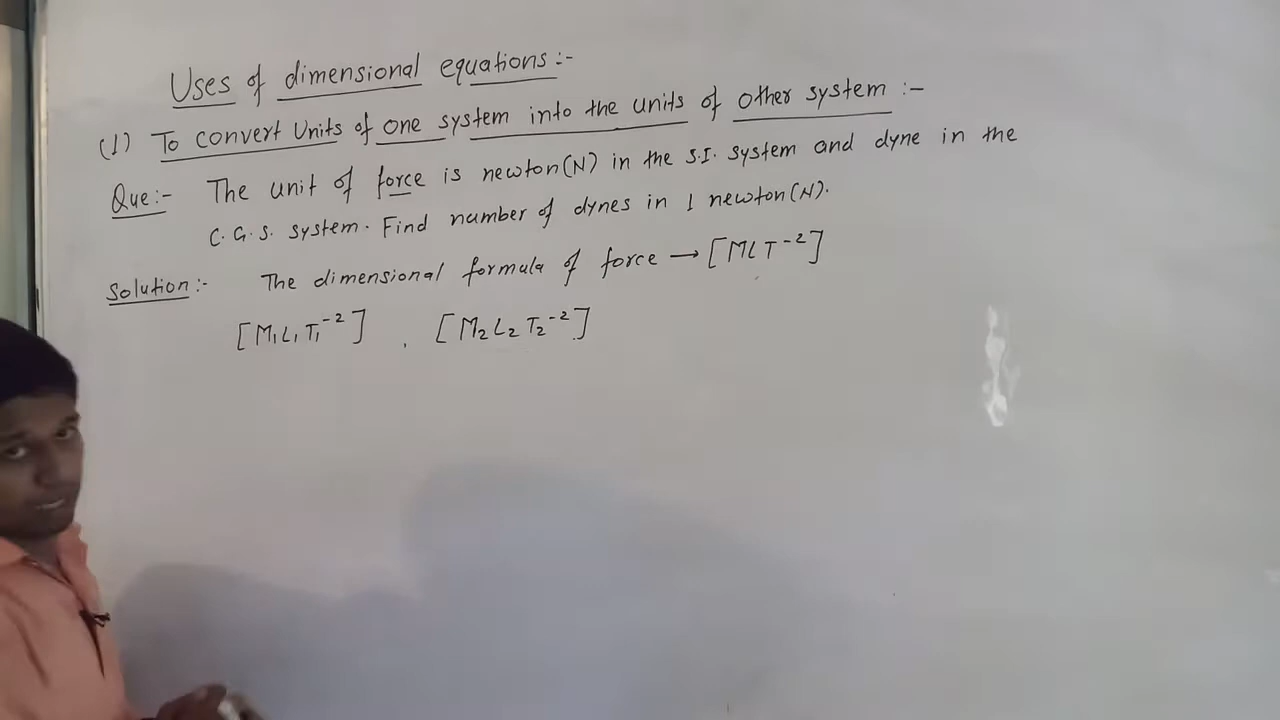 Uses of dimensional equations :-
(1) To convert Units of one system into the units of other system :-
Que:- The unit of force is newton(N) in the S.I. system and dyne in the
C.G.S. system. Find number of dynes in 1 newton(N).
Solution:- The dimensional formula of force → [MLT⁻²]
[M₁L₁T₁⁻²] , [M₂L₂T₂⁻²]